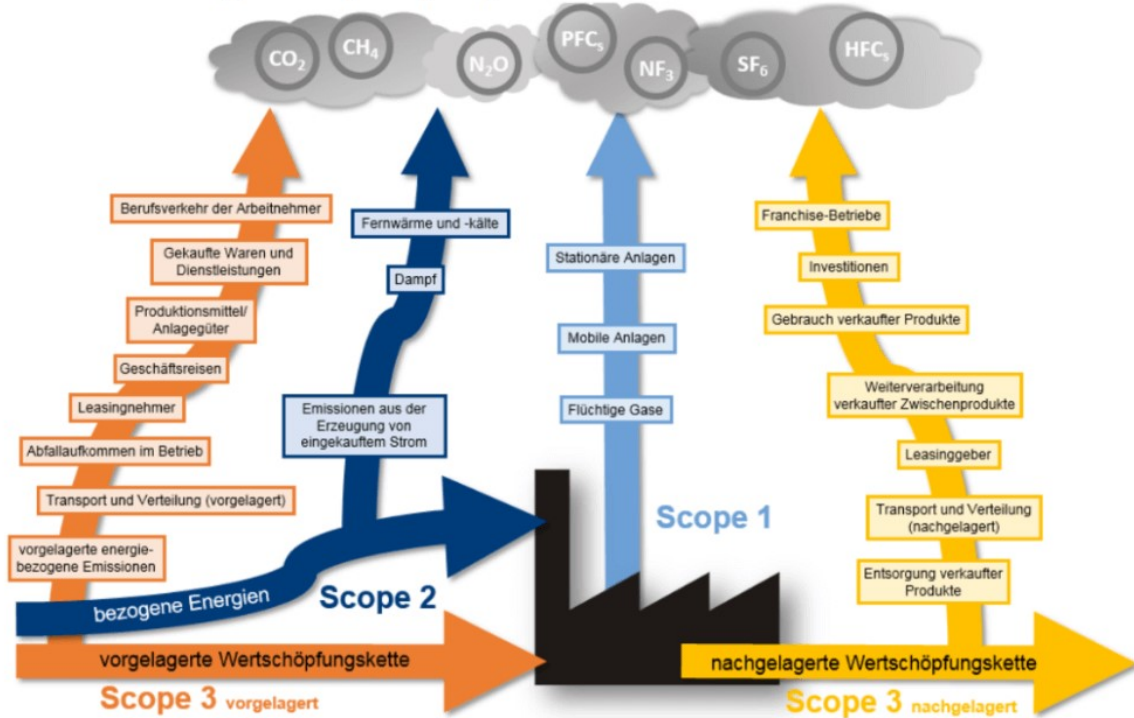 CO₂
CH₄
N₂O
PFCₛ
NF₃
SF₆
HFCₛ
Berufsverkehr der Arbeitnehmer
Gekaufte Waren und
Dienstleistungen
Produktionsmittel/
Anlagegüter
Geschäftsreisen
Leasingnehmer
Abfallaufkommen im Betrieb
Transport und Verteilung (vorgelagert)
vorgelagerte energie-
bezogene Emissionen
Fernwärme und -kälte
Dampf
Emissionen aus der
Erzeugung von
eingekauftem Strom
Stationäre Anlagen
Mobile Anlagen
Flüchtige Gase
Franchise-Betriebe
Investitionen
Gebrauch verkaufter Produkte
Weiterverarbeitung
verkaufter Zwischenprodukte
Leasinggeber
Transport und Verteilung
(nachgelagert)
Entsorgung verkaufter
Produkte
Scope 1
bezogene Energien
Scope 2
vorgelagerte Wertschöpfungskette
nachgelagerte Wertschöpfungskette
Scope 3 vorgelagert
Scope 3 nachgelagert